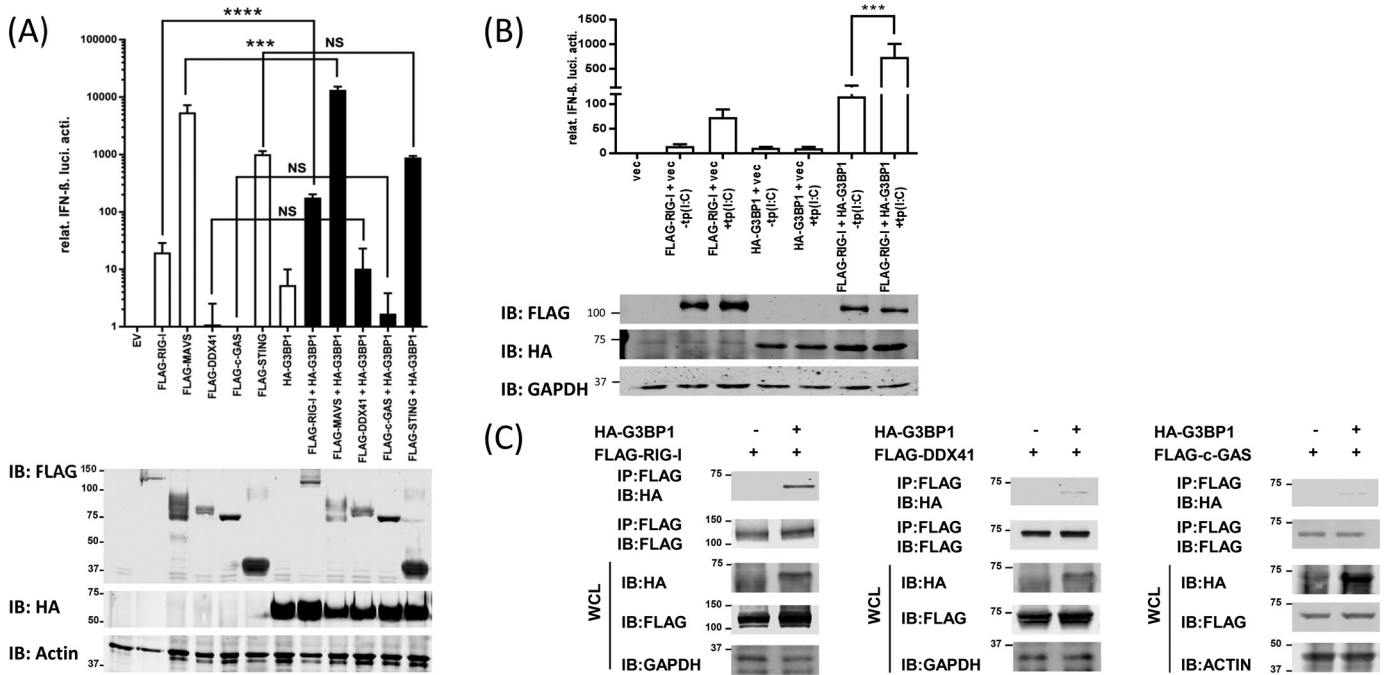 (A)
relat. IFN-ß. luci. acti.
100000
10000
1000
100
10
1
****
***
NS
NS
NS
EV
FLAG-RIG-I
FLAG-MAVS
FLAG-DDX41
FLAG-c-GAS
FLAG-STING
HA-G3BP1
FLAG-RIG-I + HA-G3BP1
FLAG-MAVS + HA-G3BP1
FLAG-DDX41 + HA-G3BP1
FLAG-c-GAS + HA-G3BP1
FLAG-STING + HA-G3BP1
IB: FLAG
150
100
75
50
37
IB: HA
75
50
IB: Actin
37
(B)
relat. IFN-ß. luci. acti.
1500
1000
500
100
50
0
***
vec
FLAG-RIG-I + vec
-tp(I:C)
FLAG-RIG-I + vec
+tp(I:C)
HA-G3BP1 + vec
-tp(I:C)
HA-G3BP1 + vec
+tp(I:C)
FLAG-RIG-I + HA-G3BP1
-tp(I:C)
FLAG-RIG-I + HA-G3BP1
+tp(I:C)
IB: FLAG
100
IB: HA
75
IB: GAPDH
37
(C)
HA-G3BP1 - +
FLAG-RIG-I + +
IP:FLAG
IB:HA
75
IP:FLAG
IB:FLAG
150
100
WCL
IB:HA
75
IB:FLAG
150
100
IB:GAPDH
37
HA-G3BP1 - +
FLAG-DDX41 + +
IP:FLAG
IB:HA
75
IP:FLAG
IB:FLAG
75
WCL
IB:HA
75
IB:FLAG
75
IB:GAPDH
37
HA-G3BP1 - +
FLAG-c-GAS + +
IP:FLAG
IB:HA
75
IP:FLAG
IB:FLAG
75
WCL
IB:HA
75
IB:FLAG
75
IB:ACTIN
50
37